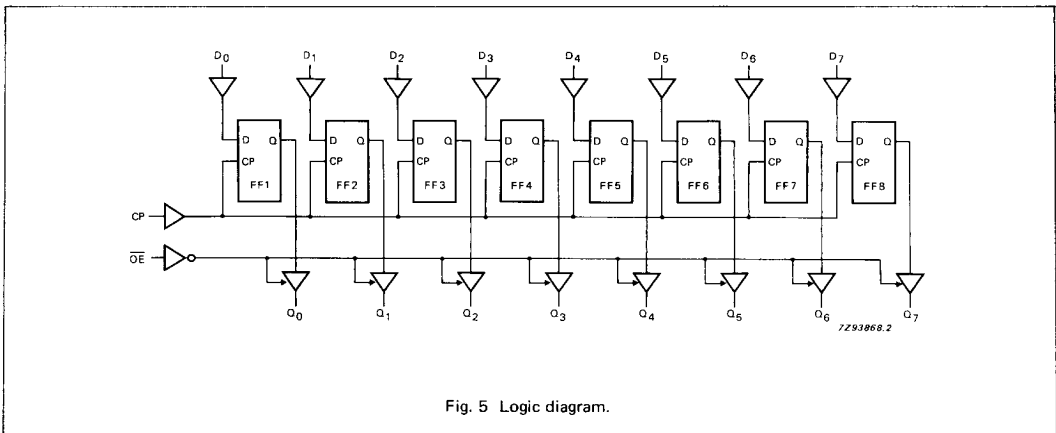 D0 D1 D2 D3 D4 D5 D6 D7
D Q D Q D Q D Q D Q D Q D Q D Q
CP CP CP CP CP CP CP CP
FF1 FF2 FF3 FF4 FF5 FF6 FF7 FF8
CP
OE
Q0 Q1 Q2 Q3 Q4 Q5 Q6 Q7
7Z93868.2
Fig. 5 Logic diagram.